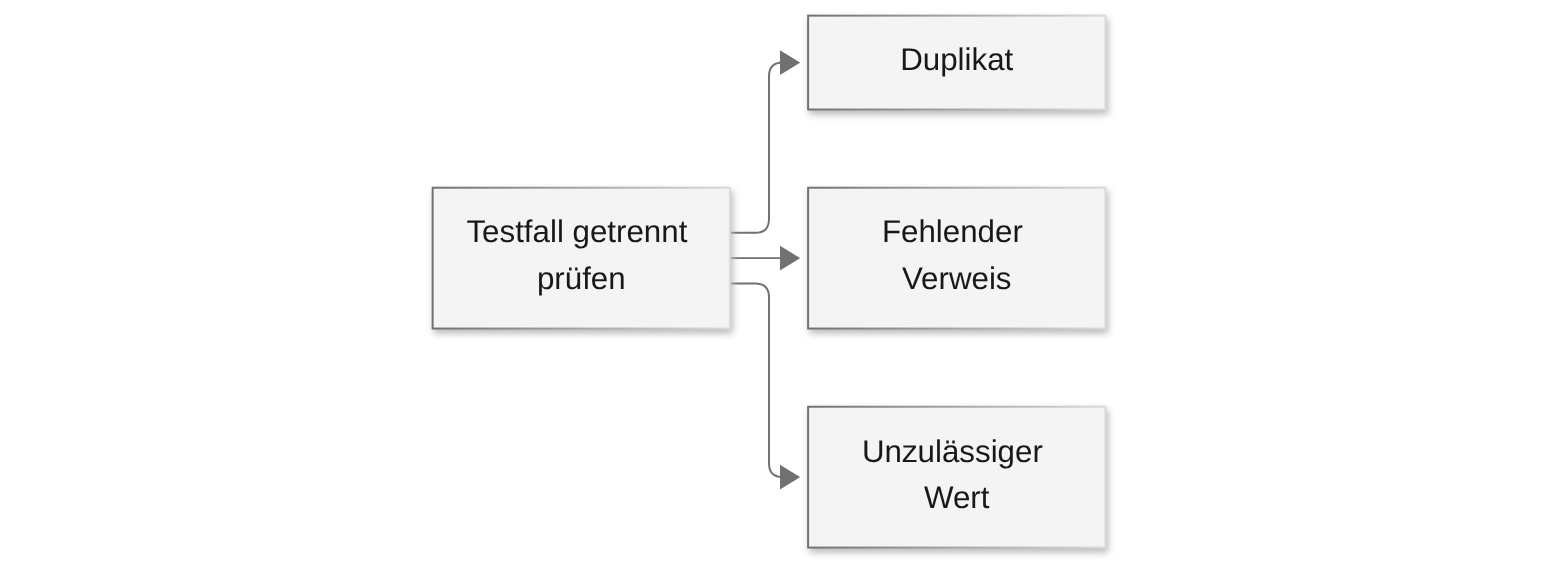 Duplikat
Testfall getrennt
prüfen
Fehlender
Verweis
Unzulässiger
Wert